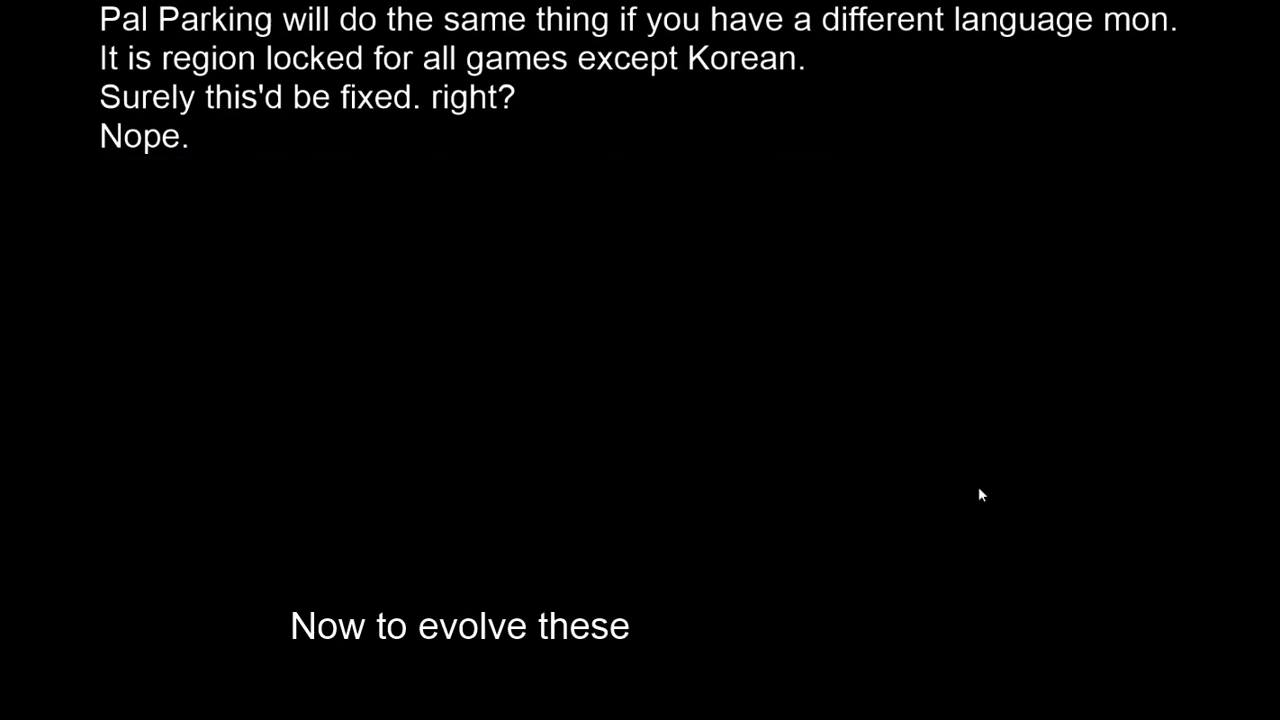 Pal Parking will do the same thing if you have a different language mon.
It is region locked for all games except Korean.
Surely this'd be fixed. right?
Nope.
Now to evolve these